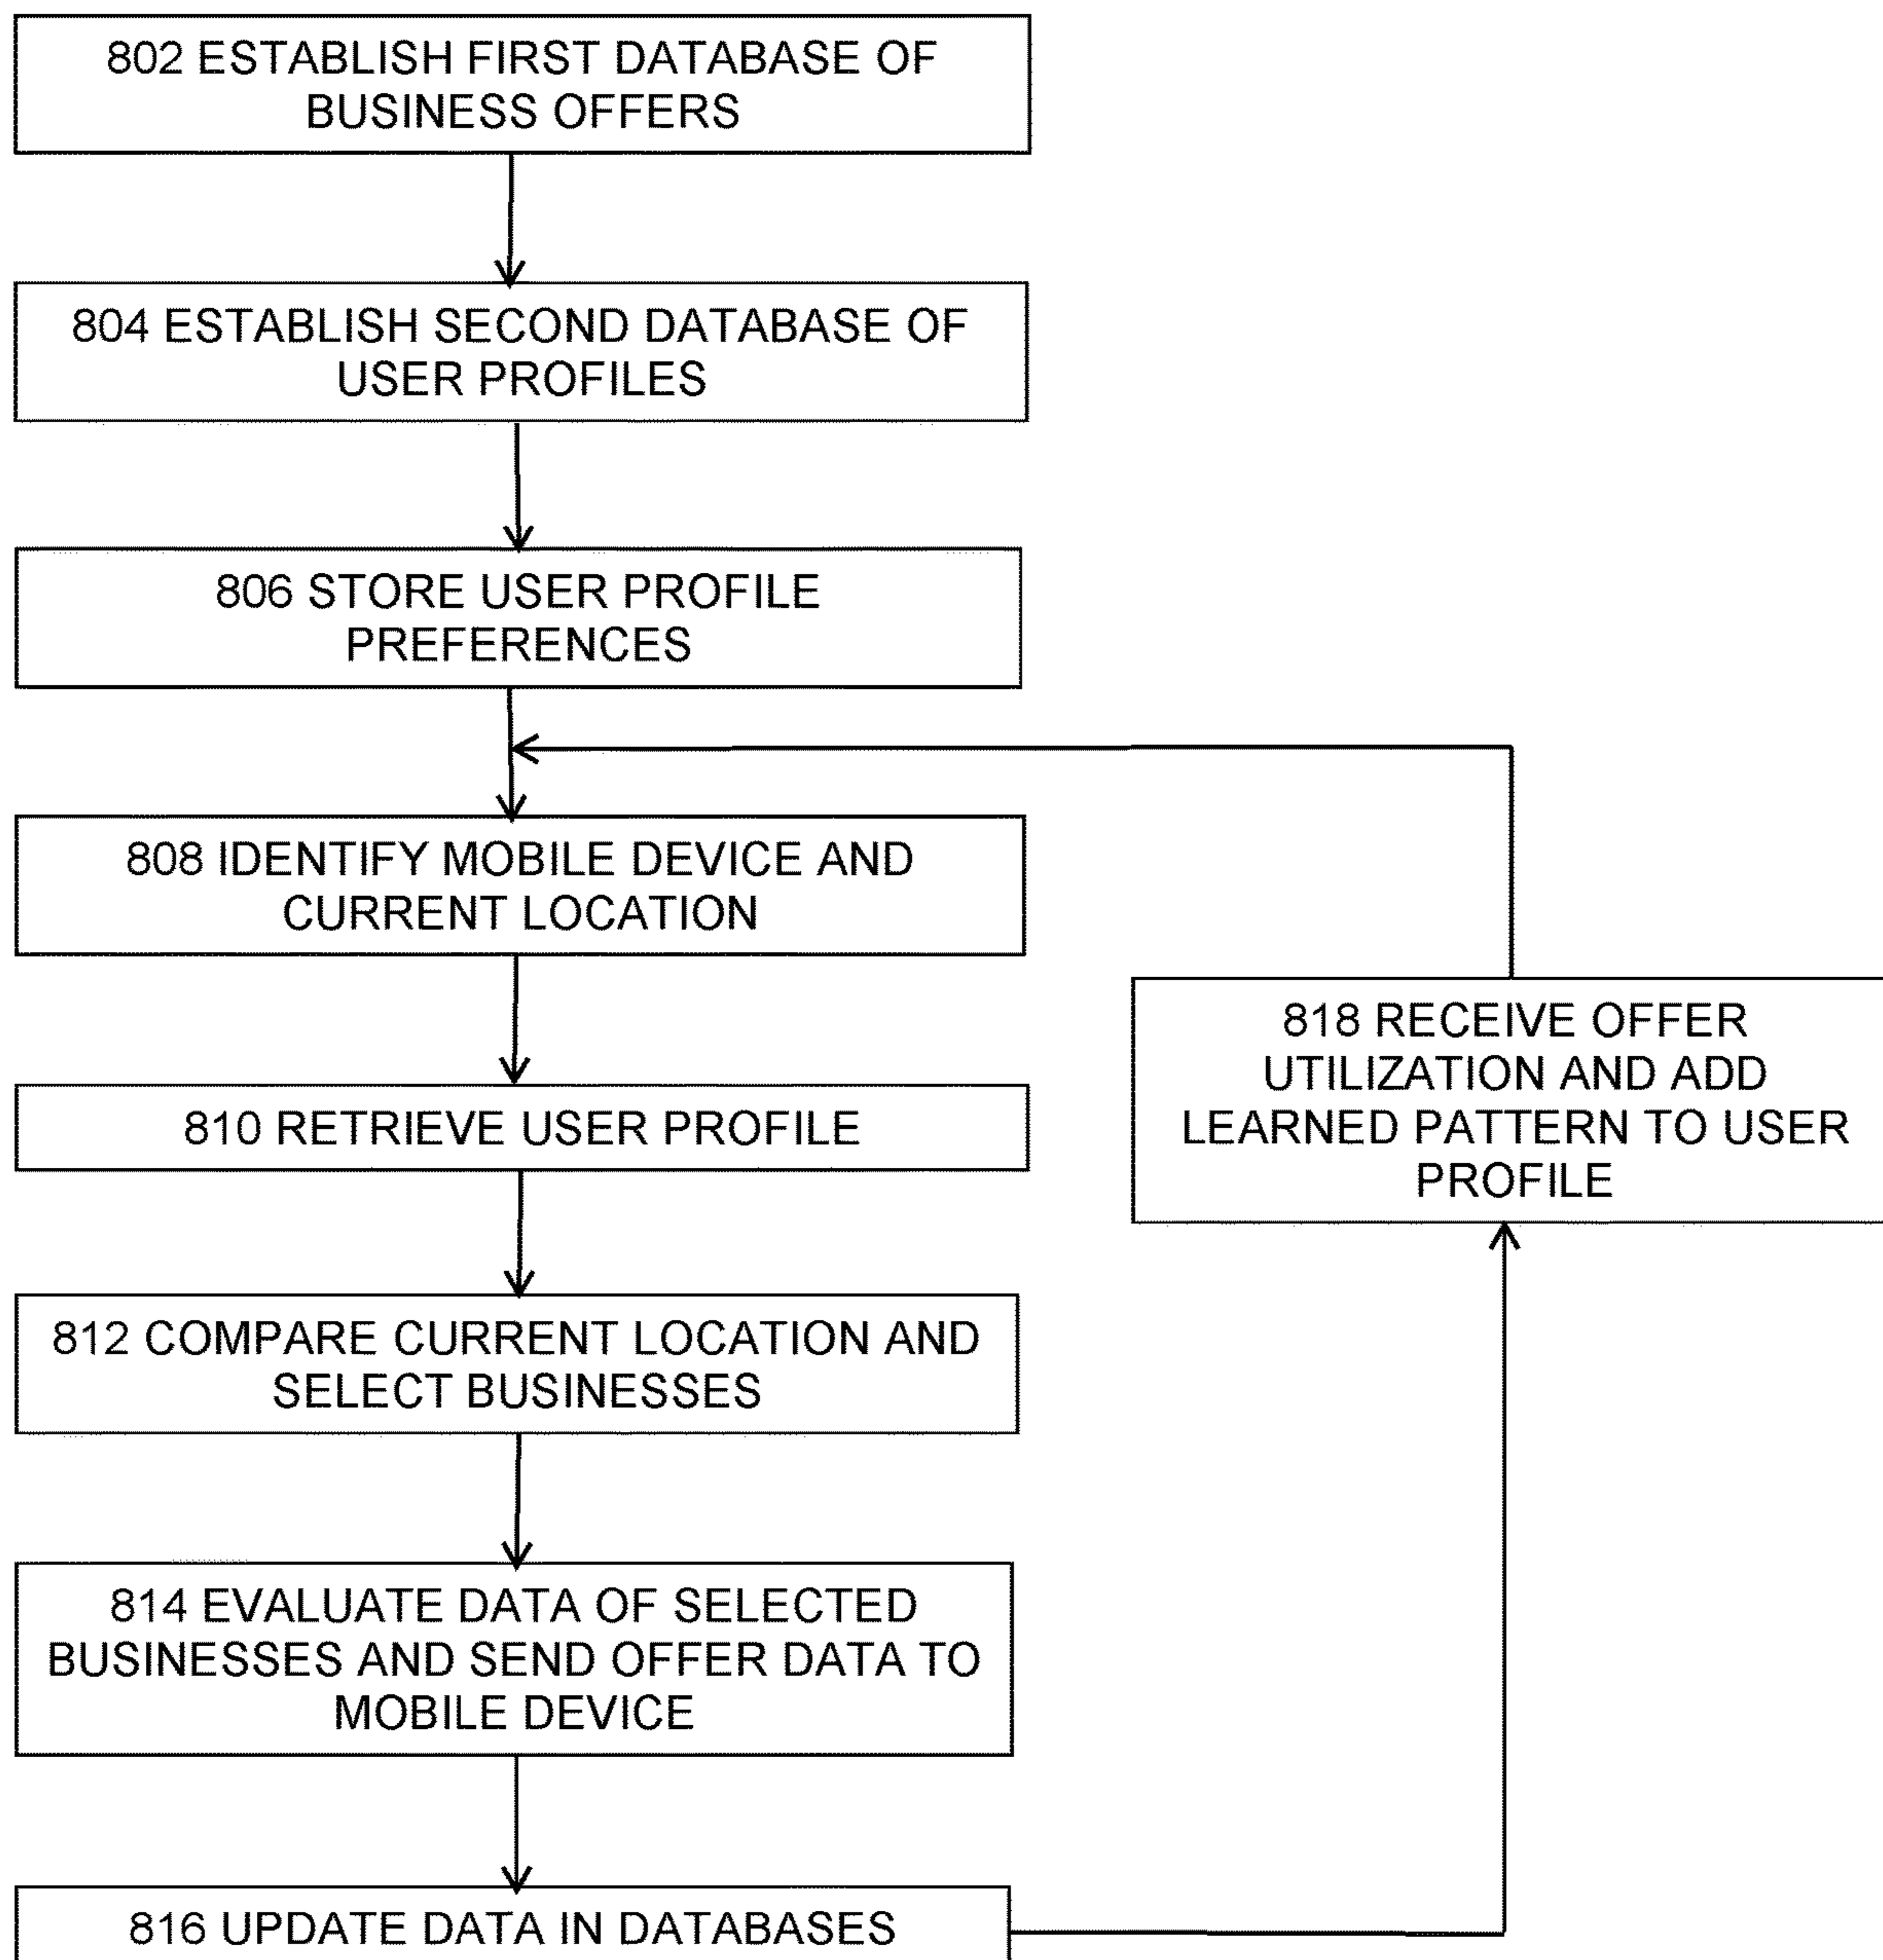 802 ESTABLISH FIRST DATABASE OF
BUSINESS OFFERS
804 ESTABLISH SECOND DATABASE OF
USER PROFILES
806 STORE USER PROFILE
PREFERENCES
808 IDENTIFY MOBILE DEVICE AND
CURRENT LOCATION
810 RETRIEVE USER PROFILE
812 COMPARE CURRENT LOCATION AND
SELECT BUSINESSES
814 EVALUATE DATA OF SELECTED
BUSINESSES AND SEND OFFER DATA TO
MOBILE DEVICE
816 UPDATE DATA IN DATABASES
818 RECEIVE OFFER
UTILIZATION AND ADD
LEARNED PATTERN TO USER
PROFILE